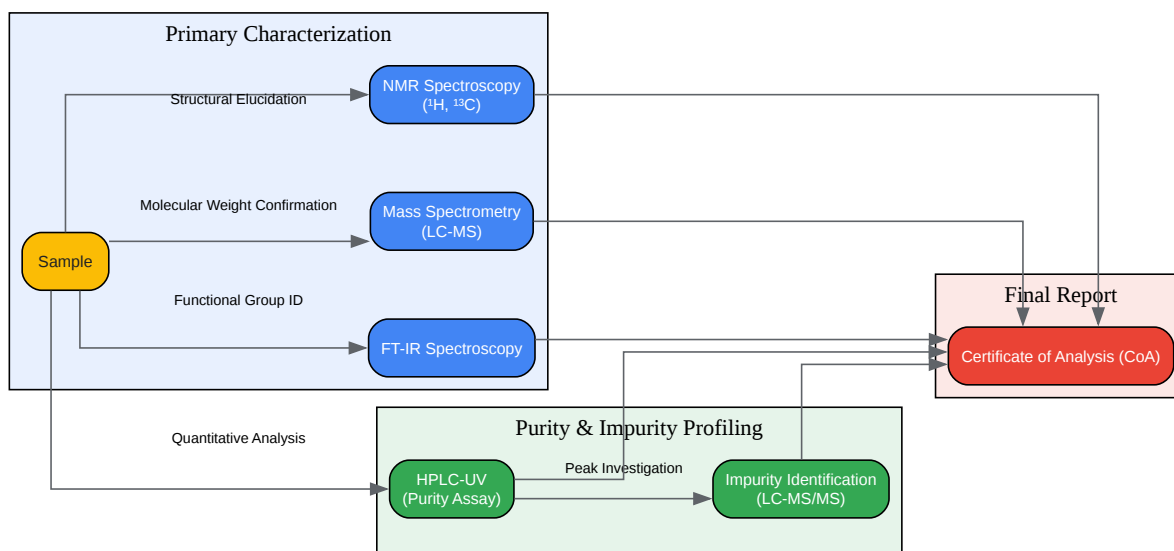 Primary Characterization
NMR Spectroscopy
(¹H, ¹³C)
Structural Elucidation
Molecular Weight Confirmation
Mass Spectrometry
(LC-MS)
Sample
Functional Group ID
FT-IR Spectroscopy
Final Report
Certificate of Analysis (CoA)
Quantitative Analysis
Purity & Impurity Profiling
Peak Investigation
HPLC-UV
(Purity Assay)
Impurity Identification
(LC-MS/MS)